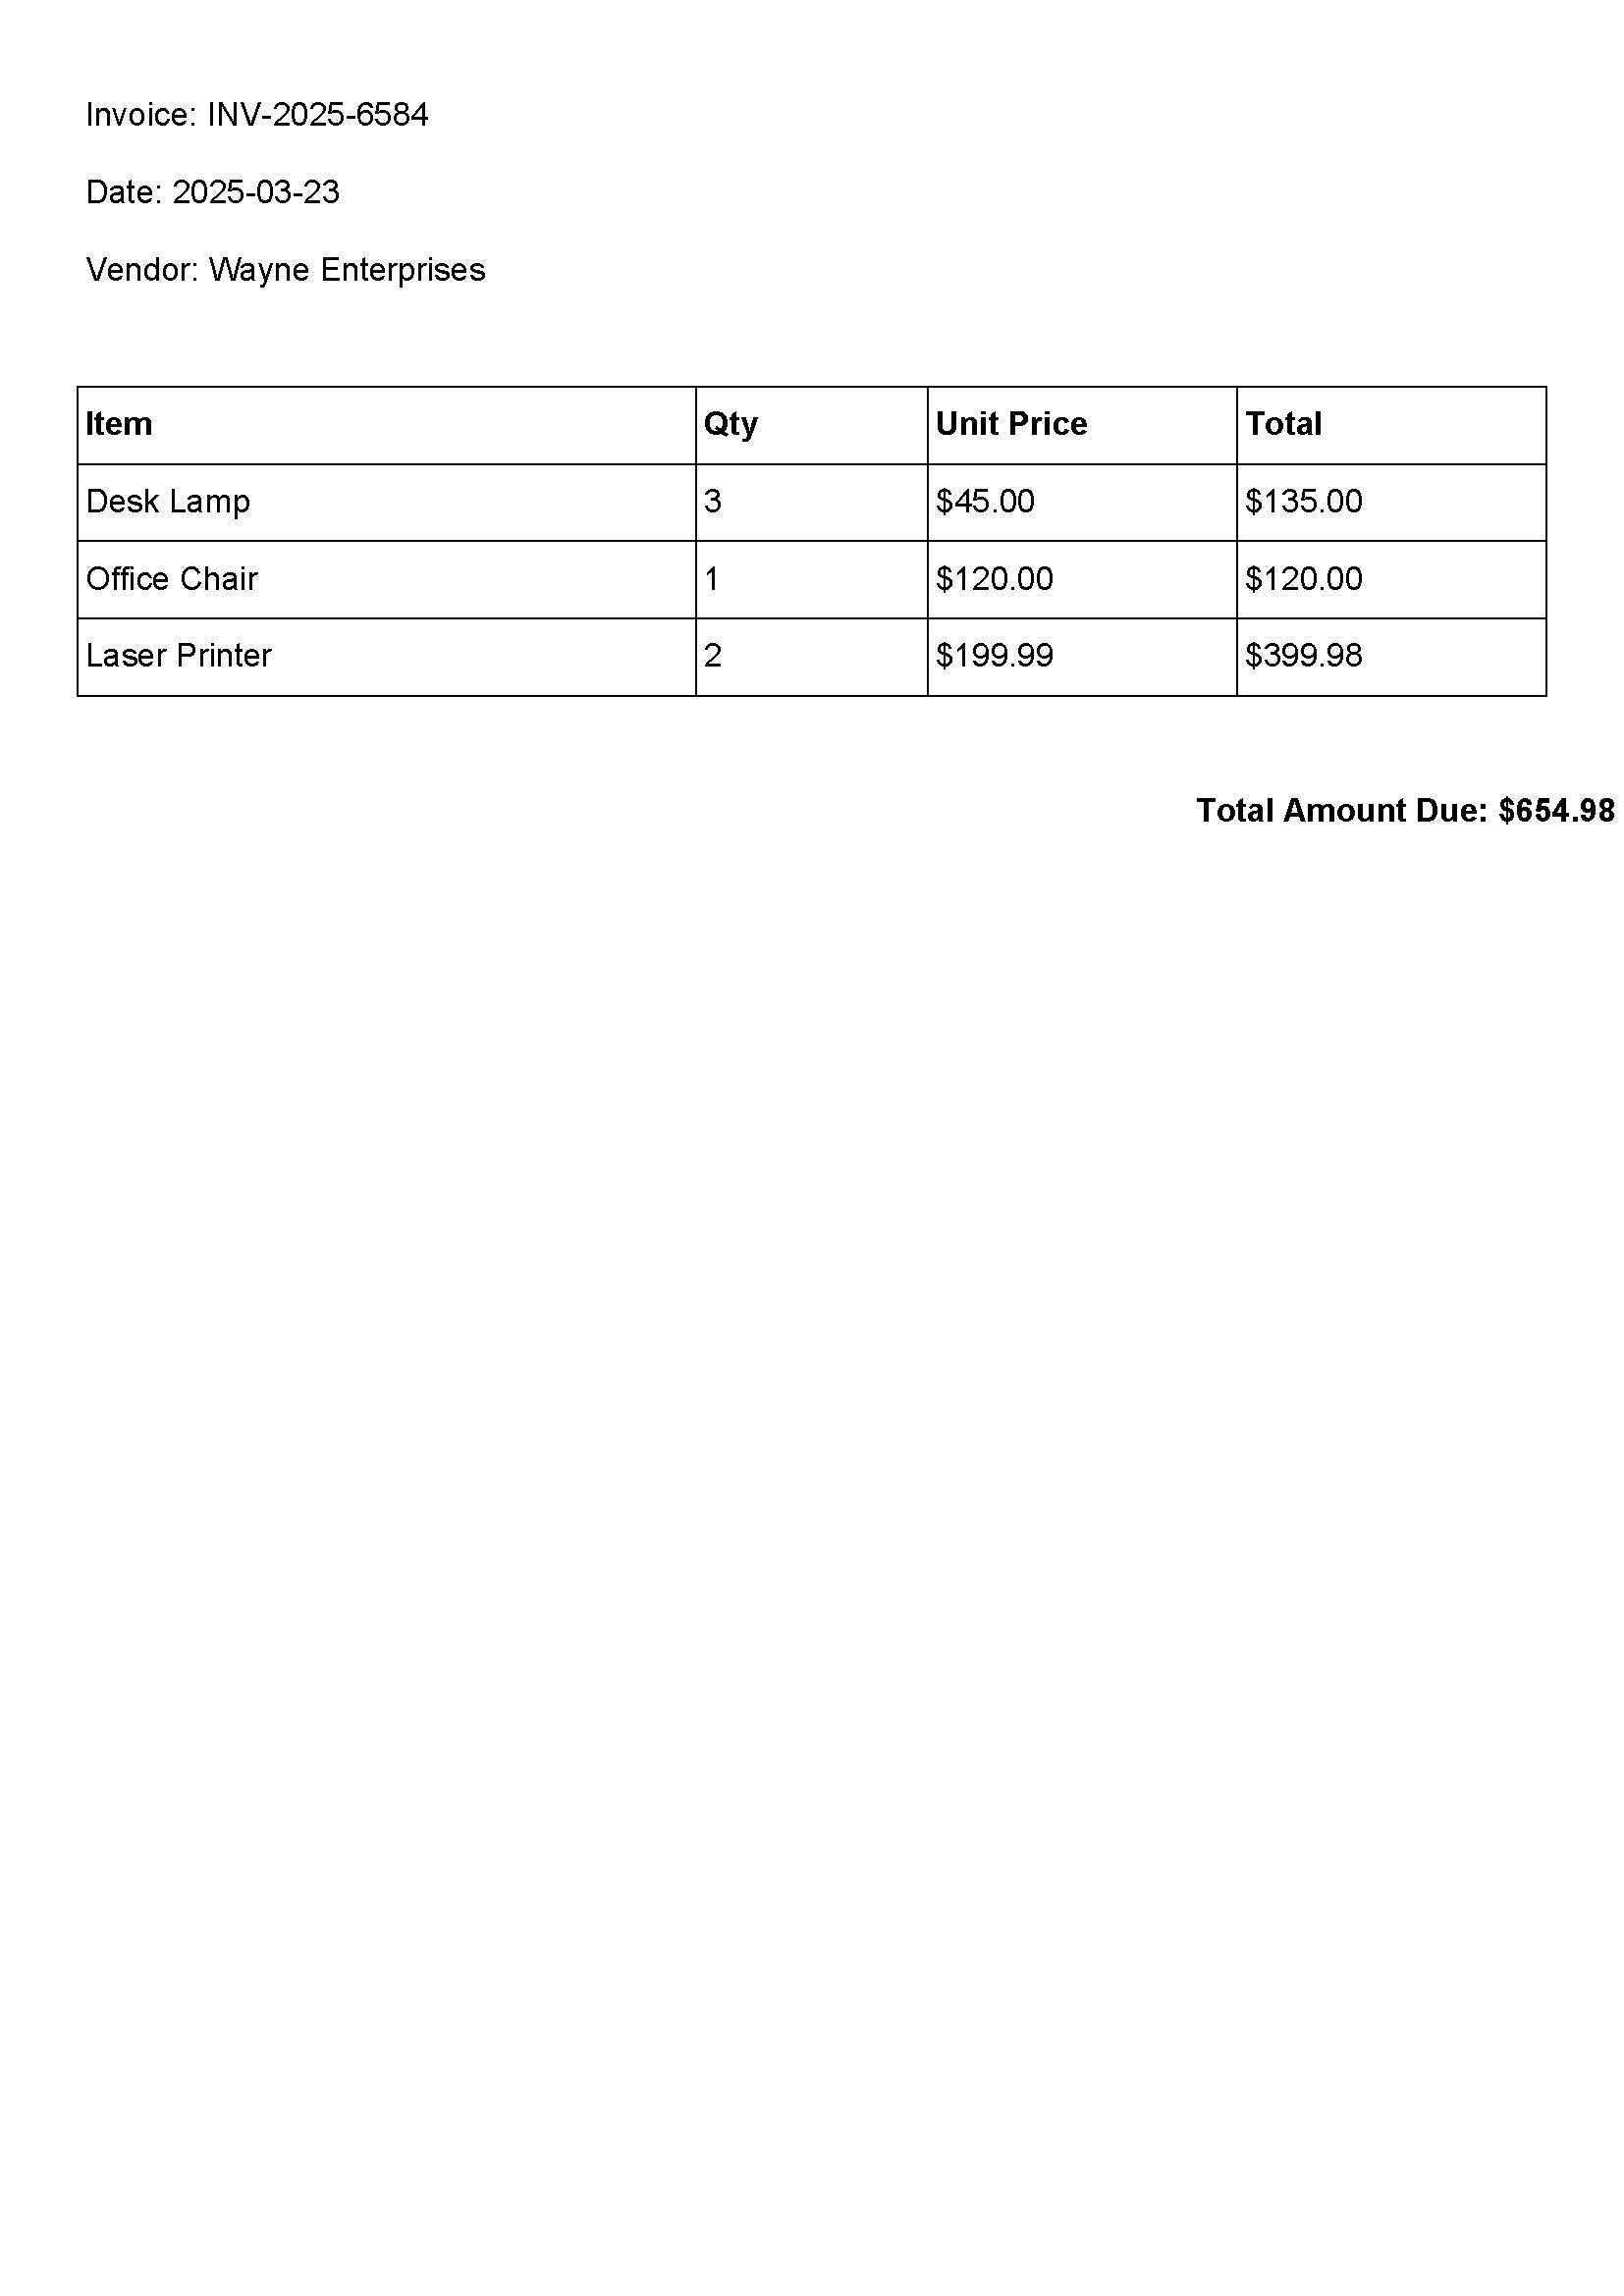 Invoice: INV-2025-6584
Date: 2025-03-23
Vendor: Wayne Enterprises
Item Qty Unit Price Total
Desk Lamp 3 $45.00 $135.00
Office Chair 1 $120.00 $120.00
Laser Printer 2 $199.99 $399.98
Total Amount Due: $654.98